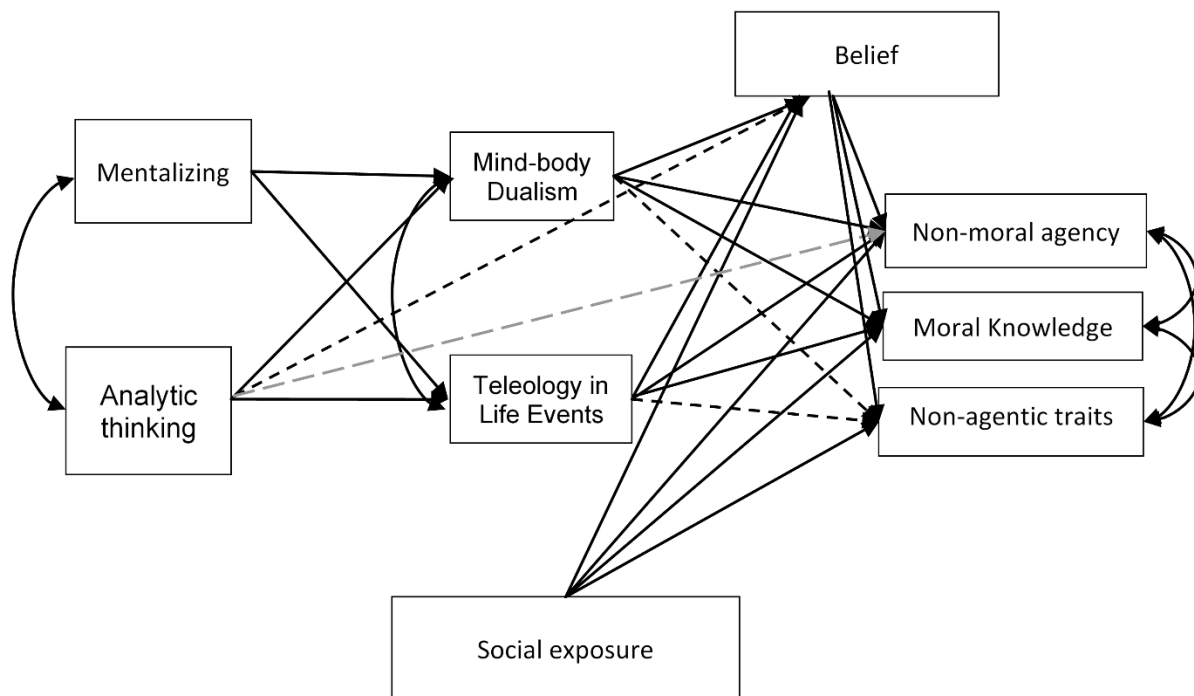 Belief
Mentalizing
Mind-body
Dualism
Non-moral agency
Moral Knowledge
Analytic
thinking
Teleology in
Life Events
Non-agentic traits
Social exposure